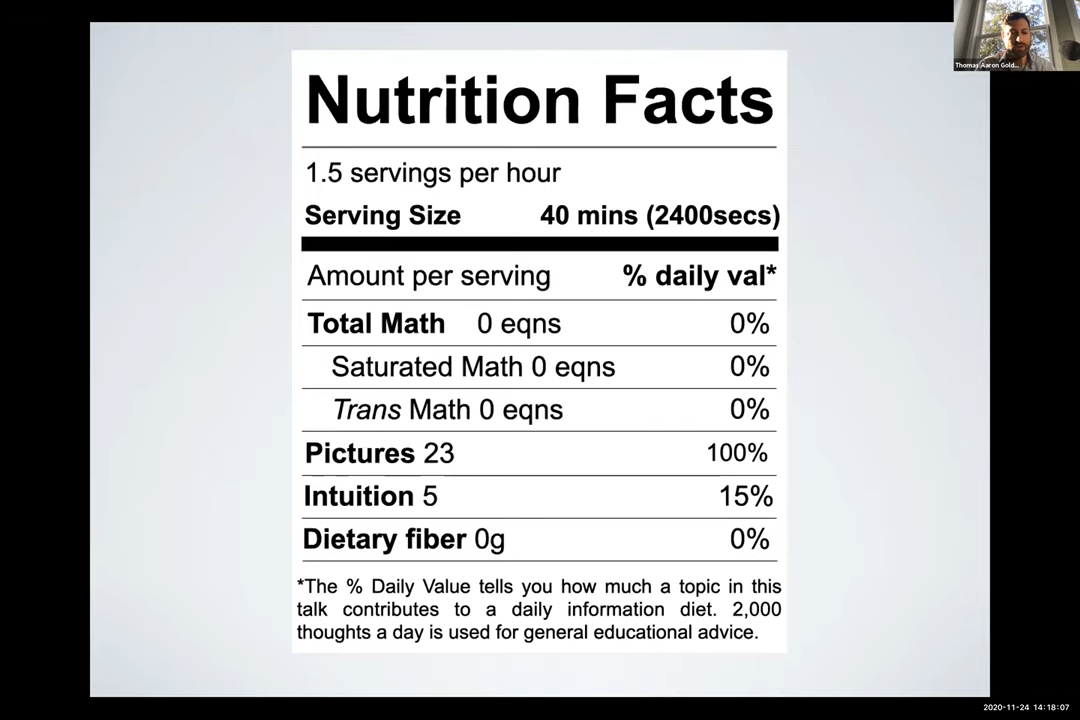 Thomas Aaron Gold...
Nutrition Facts
1.5 servings per hour
Serving Size 40 mins (2400secs)
Amount per serving % daily val*
Total Math 0 eqns 0%
Saturated Math 0 eqns 0%
Trans Math 0 eqns 0%
Pictures 23 100%
Intuition 5 15%
Dietary fiber 0g 0%
*The % Daily Value tells you how much a topic in this
talk contributes to a daily information diet. 2,000
thoughts a day is used for general educational advice.
2020-11-24 14:18:07